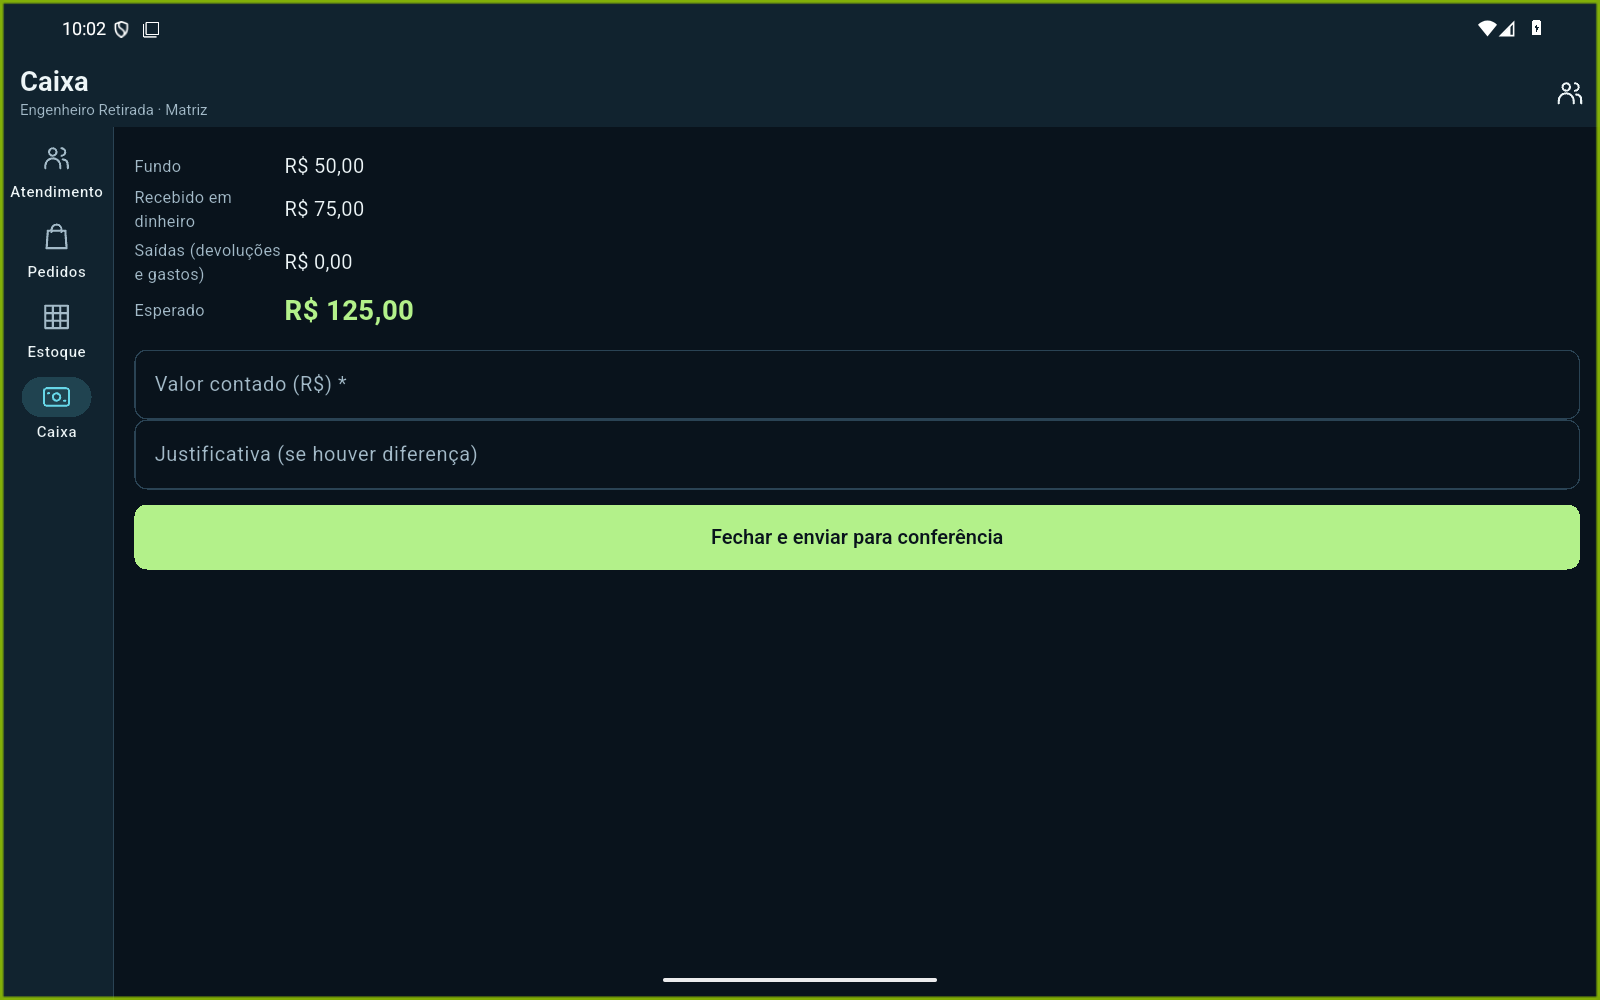 10:02
Caixa
Engenheiro Retirada · Matriz
Atendimento
Pedidos
Estoque
Caixa
Fundo R$ 50,00
Recebido em
dinheiro R$ 75,00
Saídas (devoluções
e gastos) R$ 0,00
Esperado R$ 125,00
Valor contado (R$) *
Justificativa (se houver diferença)
Fechar e enviar para conferência